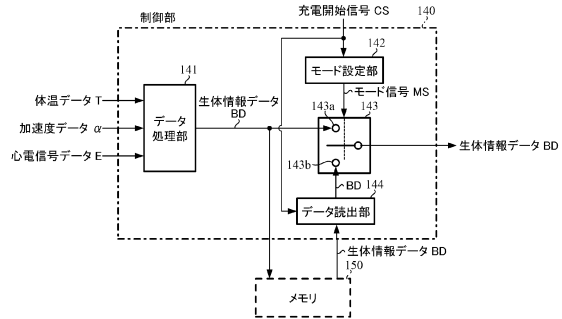 充電開始信号 CS
制御部
140
142
モード設定部
141
モード信号 MS
体温データ T
生体情報データ
BD
143a
143
データ
処理部
加速度データ α
生体情報データ BD
心電信号データ E
143b
BD
144
データ読出部
生体情報データ BD
150
メモリ